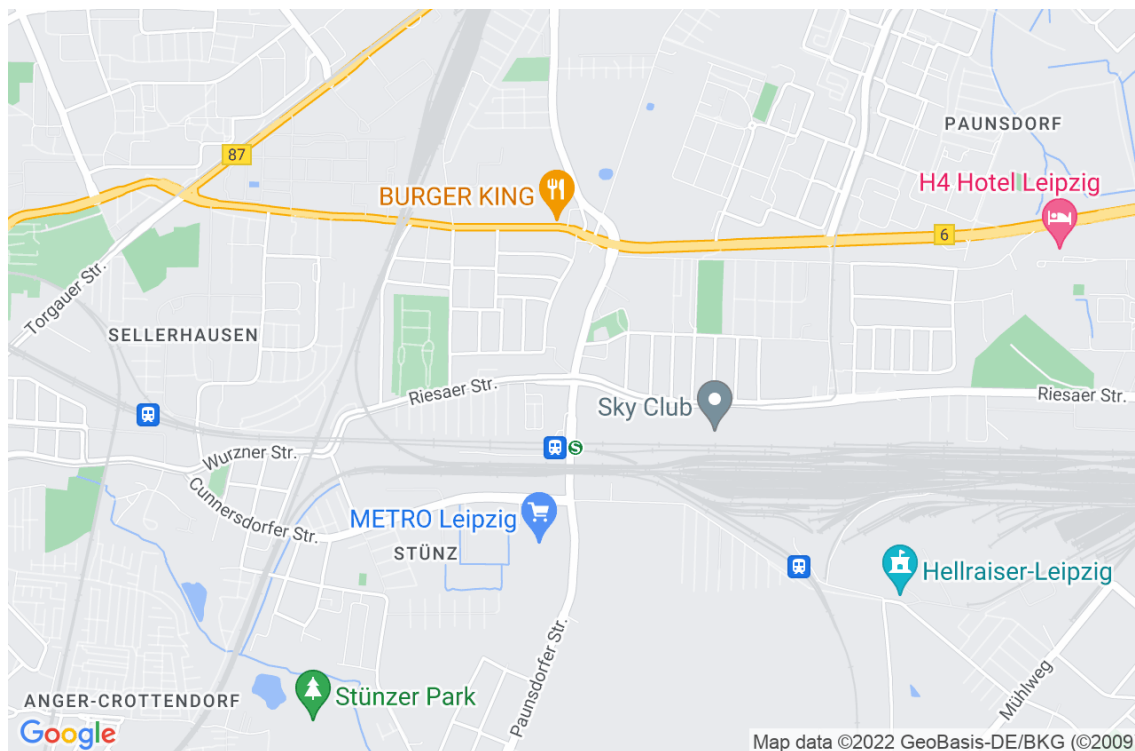 PAUNSDORF
87
BURGER KING
H4 Hotel Leipzig
6
Torgauer Str.
SELLERHAUSEN
Riesaer Str.
Sky Club
Riesaer Str.
Wurzner Str.
S
Cunnersdorfer Str.
METRO Leipzig
STÜNZ
Hellraiser-Leipzig
Paunsdorfer Str.
Mühlweg
ANGER-CROTTENDORF
Stünzer Park
Google
Map data ©2022 GeoBasis-DE/BKG (©2009